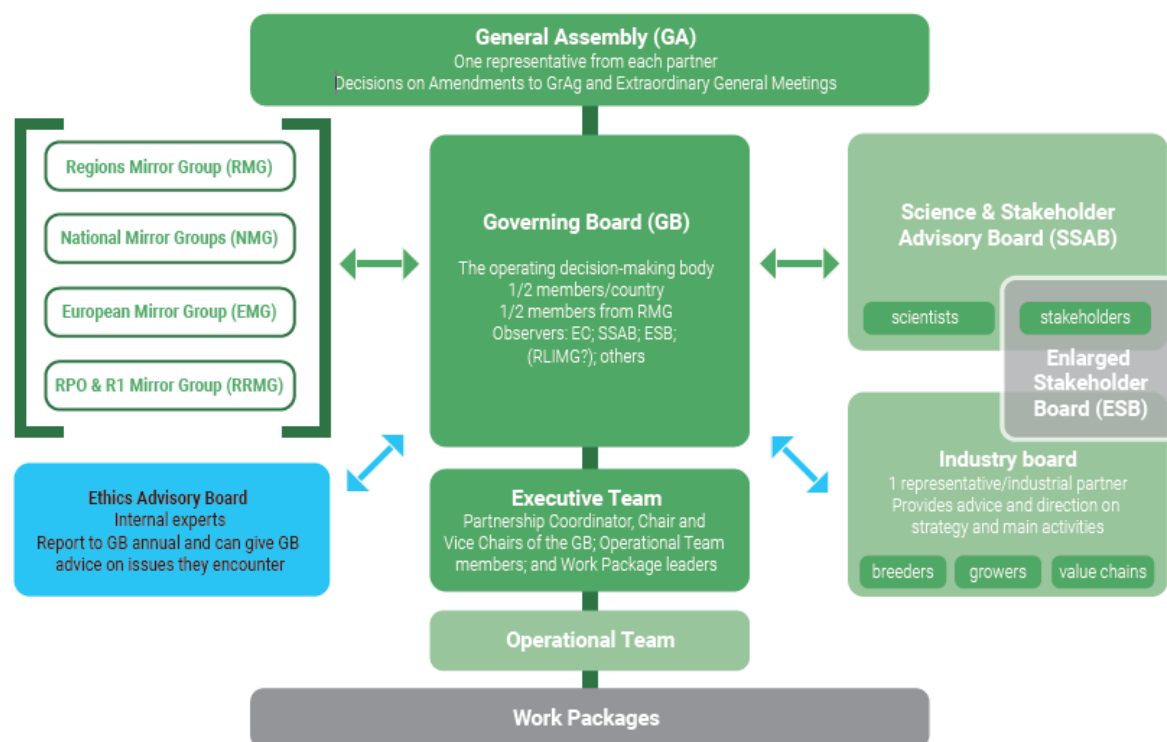 General Assembly (GA)
One representative from each partner
Decisions on Amendments to GrAg and Extraordinary General Meetings
Regions Mirror Group (RMG)
National Mirror Groups (NMG)
European Mirror Group (EMG)
RPO & R1 Mirror Group (RRMG)
Governing Board (GB)
The operating decision-making body
1/2 members/country
1/2 members from RMG
Observers: EC; SSAB; ESB;
(RLIMG?); others
Science & Stakeholder
Advisory Board (SSAB)
scientists
stakeholders
Enlarged
Stakeholder
Board (ESB)
Ethics Advisory Board
Internal experts
Report to GB annual and can give GB
advice on issues they encounter
Executive Team
Partnership Coordinator, Chair and
Vice Chairs of the GB; Operational Team
members; and Work Package leaders
Industry board
1 representative/industrial partner
Provides advice and direction on
strategy and main activities
breeders
growers
value chains
Operational Team
Work Packages